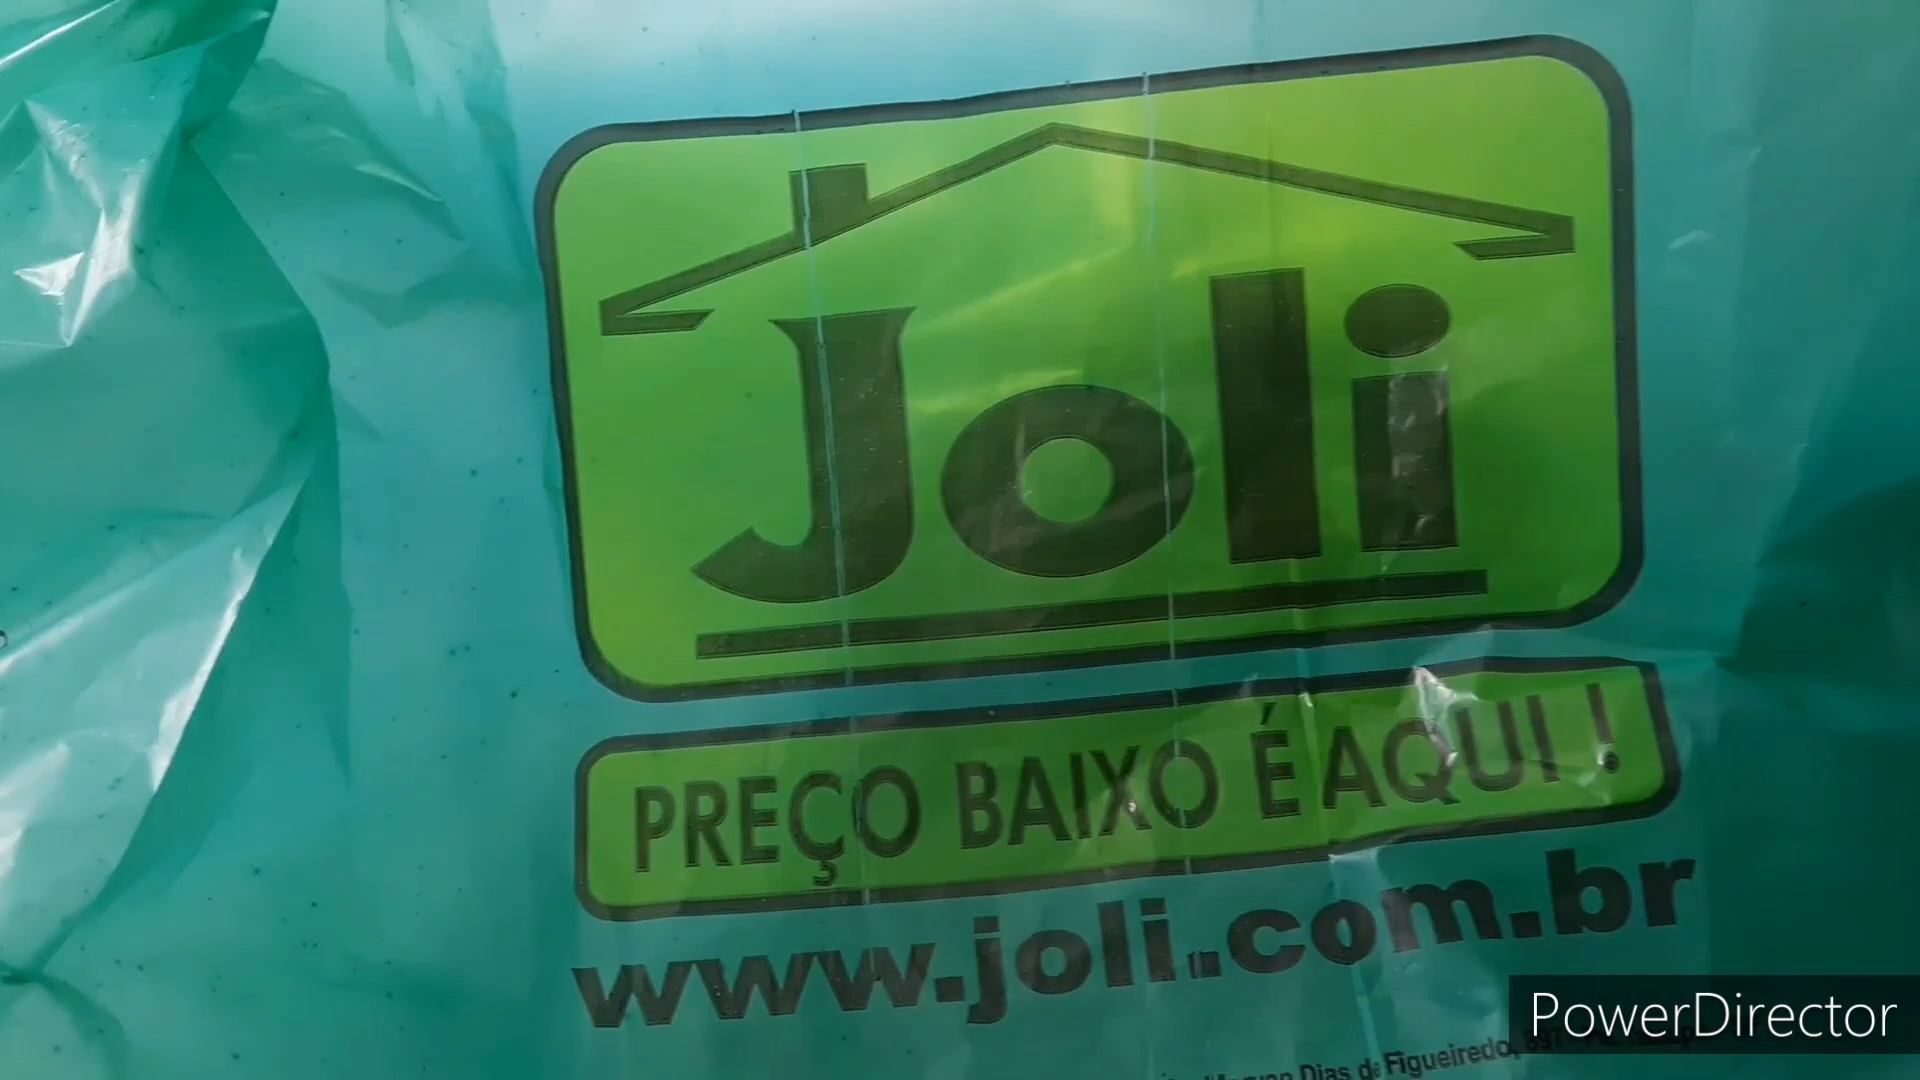 Joli
PREÇO BAIXO É AQUI !
www.joli.com.br
Dias de Figueiredo,
PowerDirector